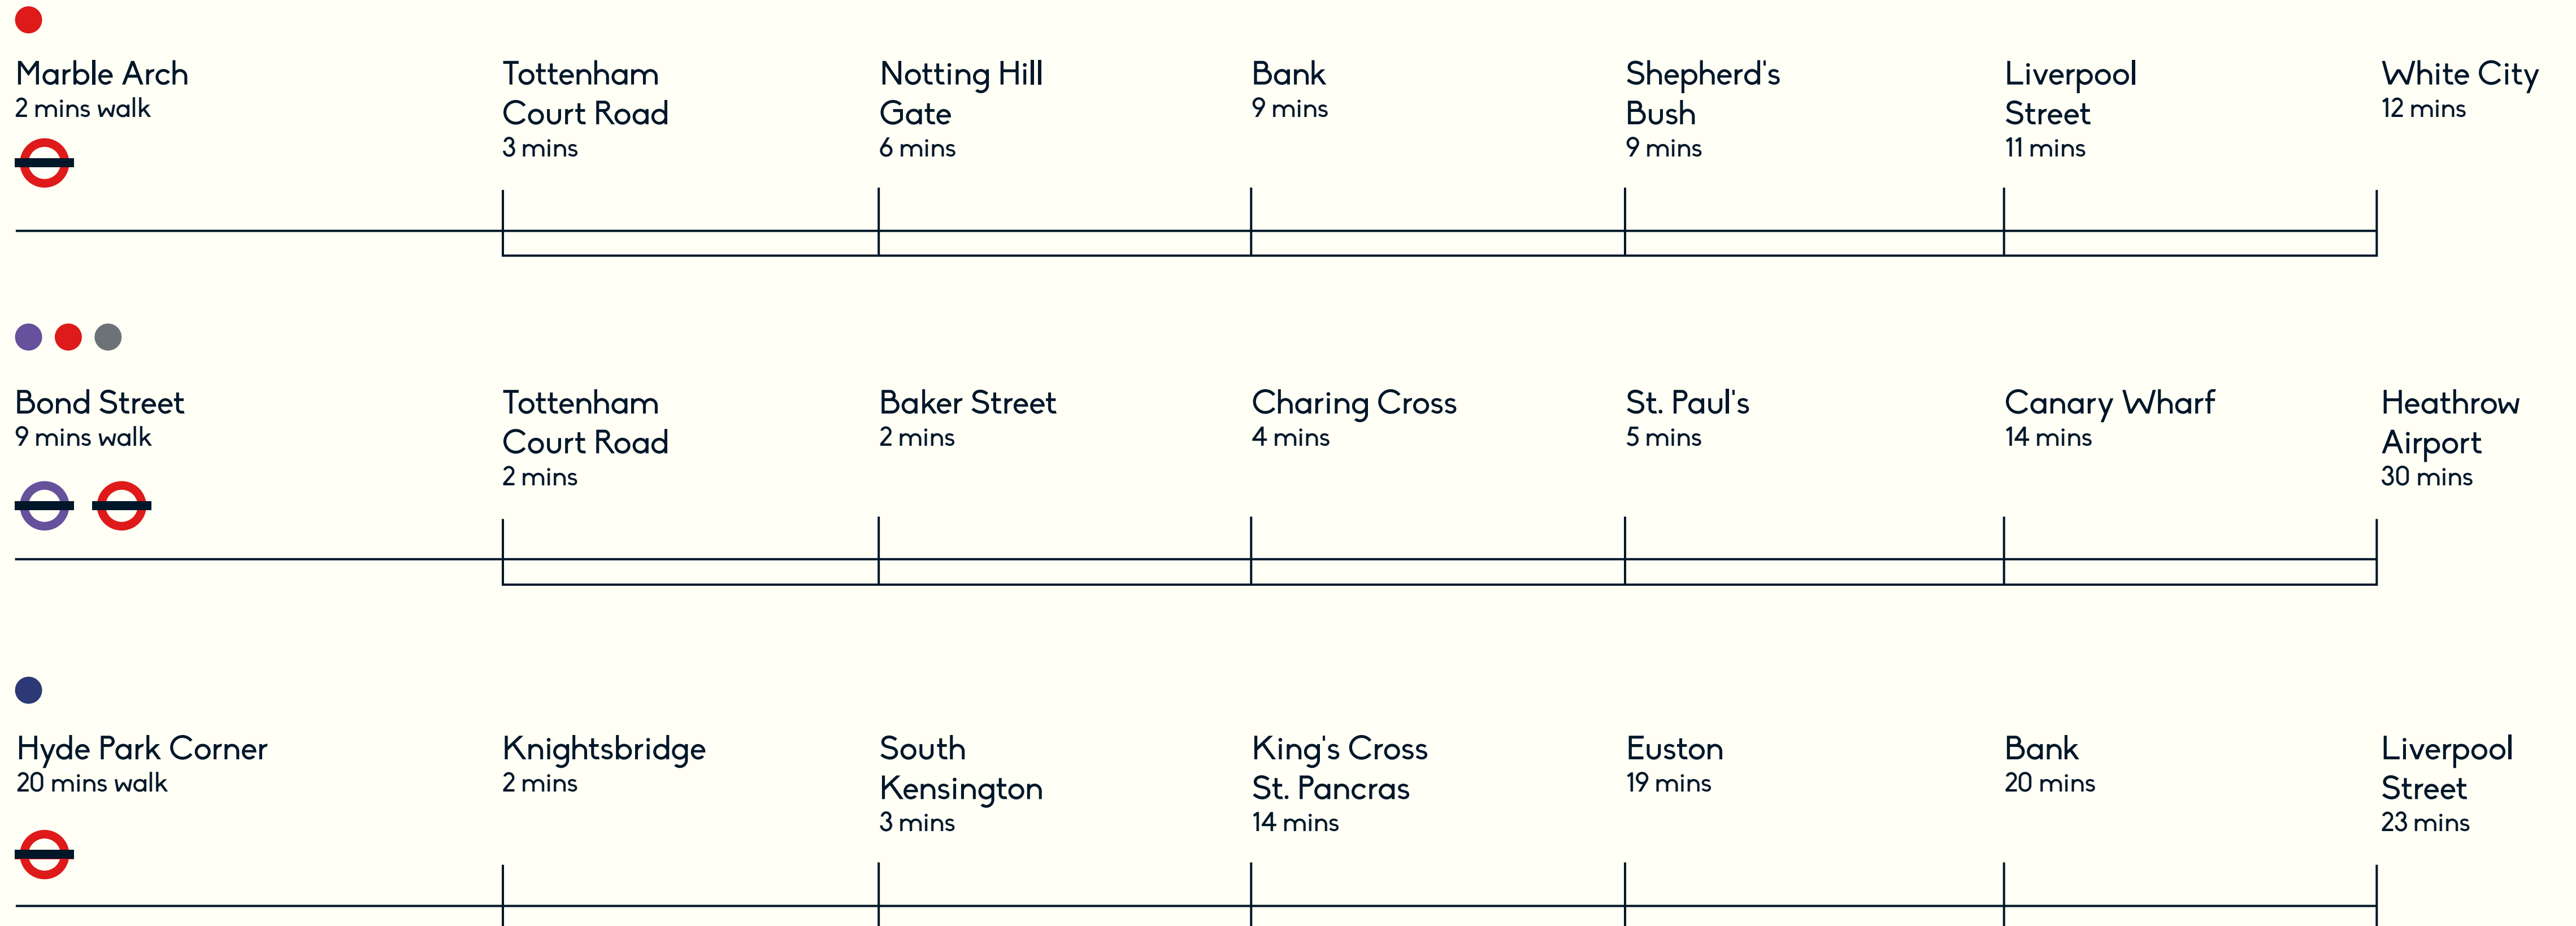 Marble Arch
2 mins walk
Tottenham
Court Road
3 mins
Notting Hill
Gate
6 mins
Bank
9 mins
Shepherd's
Bush
9 mins
Liverpool
Street
11 mins
White City
12 mins
Bond Street
9 mins walk
Tottenham
Court Road
2 mins
Baker Street
2 mins
Charing Cross
4 mins
St. Paul's
5 mins
Canary Wharf
14 mins
Heathrow
Airport
30 mins
Hyde Park Corner
20 mins walk
Knightsbridge
2 mins
South
Kensington
3 mins
King's Cross
St. Pancras
14 mins
Euston
19 mins
Bank
20 mins
Liverpool
Street
23 mins